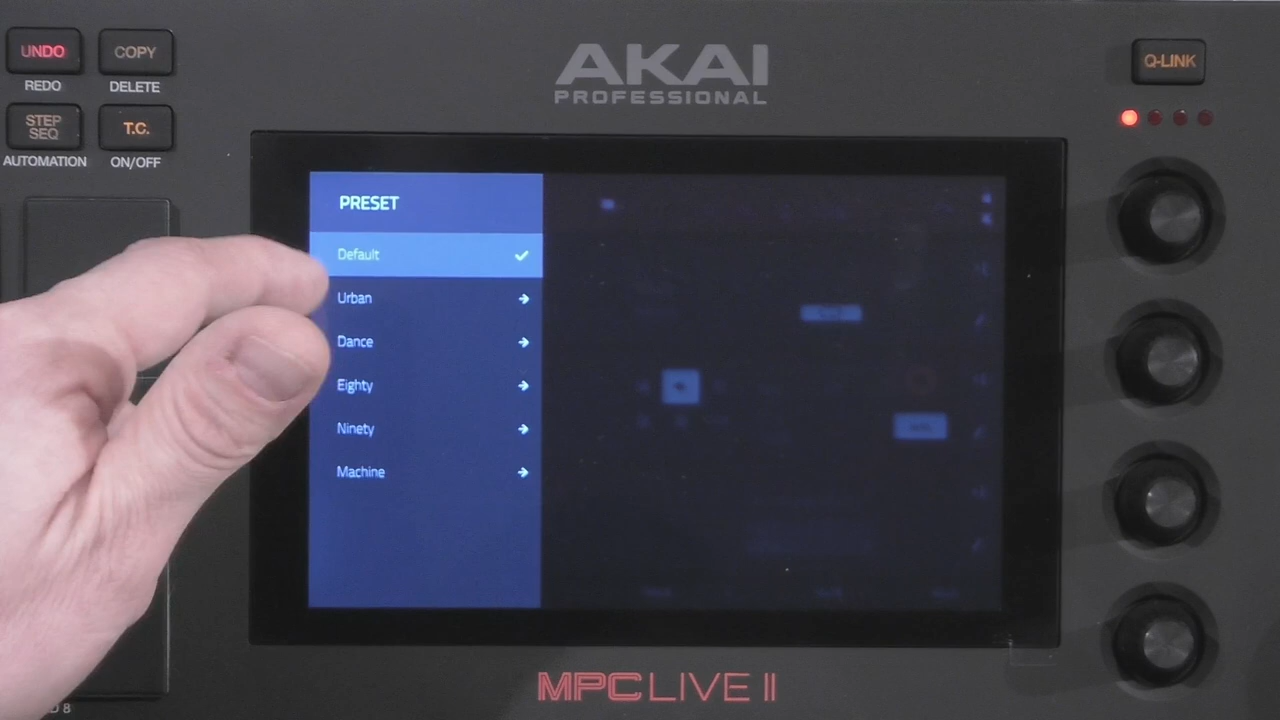 UNDO
COPY
REDO
DELETE
STEP
SEQ
T.C.
AUTOMATION
ON/OFF
AKAI
PROFESSIONAL
Q-LINK
PRESET
Default
Urban
Dance
Eighty
Ninety
Machine
MPC LIVE II